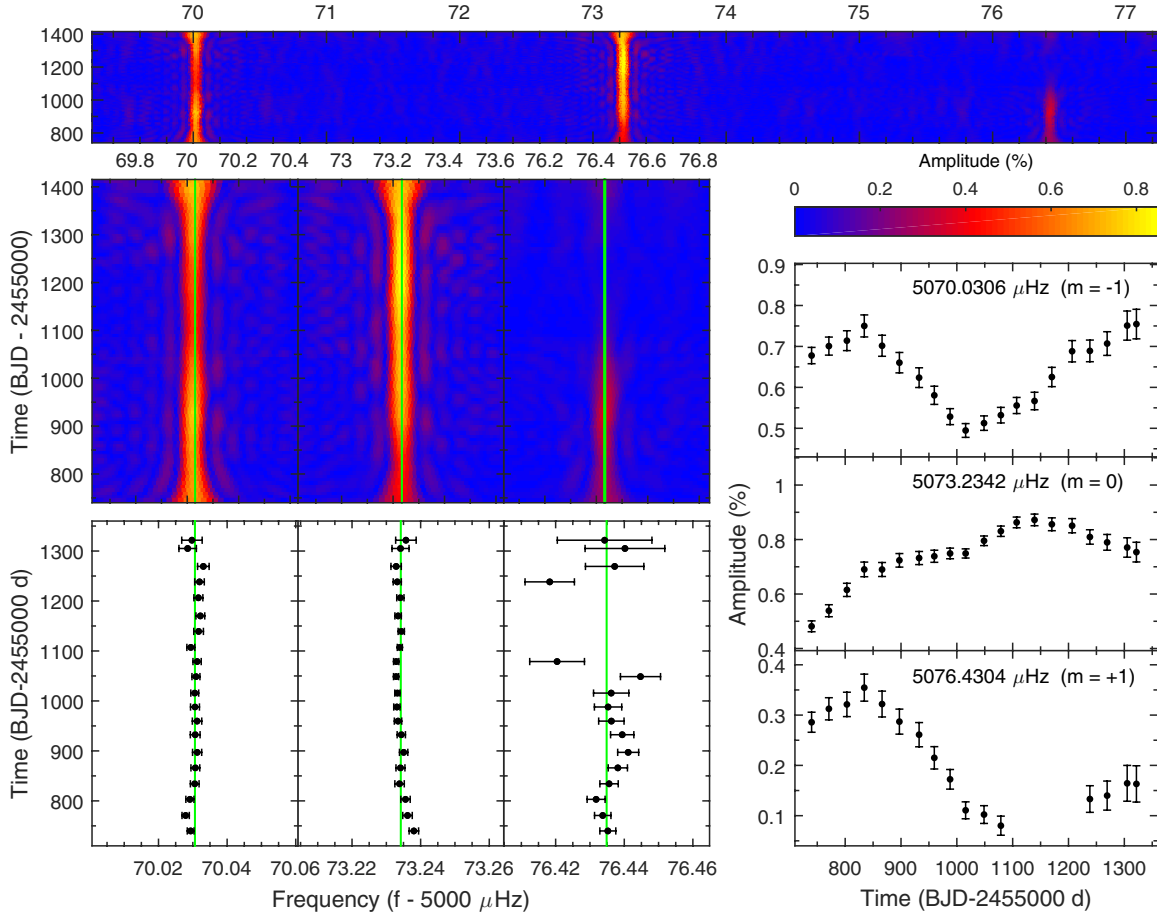 70 71 72 73 74 75 76 77
1400
1200
1000
800
69.8 70 70.2 70.4 73 73.2 73.4 73.6 76.2 76.4 76.6 76.8
Amplitude (%)
0 0.2 0.4 0.6 0.8
Time (BJD - 2455000)
1400
1300
1200
1100
1000
900
800
Time (BJD-2455000 d)
1300
1200
1100
1000
900
800
70.02 70.04 70.06 73.22 73.24 73.26 76.42 76.44 76.46
Frequency (f - 5000 μHz)
Amplitude (%)
0.9
0.8
0.7
0.6
0.5
5070.0306 μHz (m = -1)
1
0.8
0.6
0.4
5073.2342 μHz (m = 0)
0.4
0.3
0.2
0.1
5076.4304 μHz (m = +1)
800 900 1000 1100 1200 1300
Time (BJD-2455000 d)